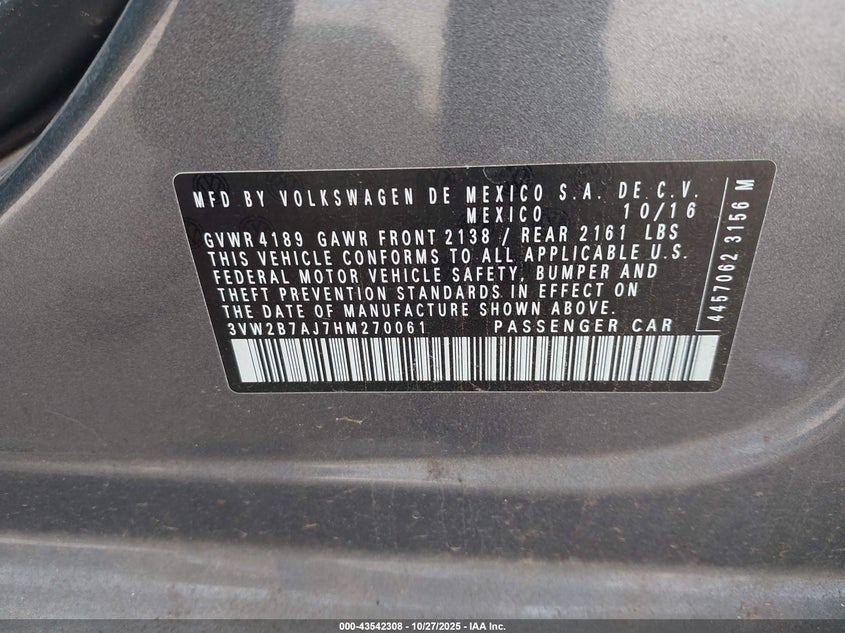 MFD BY VOLKSWAGEN DE MEXICO S.A. DE.C.V.
MEXICO 10/16
GVWR 4189 GAWR FRONT 2138 / REAR 2161 LBS
THIS VEHICLE CONFORMS TO ALL APPLICABLE U.S.
FEDERAL MOTOR VEHICLE SAFETY, BUMPER AND
THEFT PREVENTION STANDARDS IN EFFECT ON
THE DATE OF MANUFACTURE SHOWN ABOVE.
3VW2B7AJ7HM270061 PASSENGER CAR
4457062 3156 M
000-43542308 - 10/27/2025 - IAA Inc.